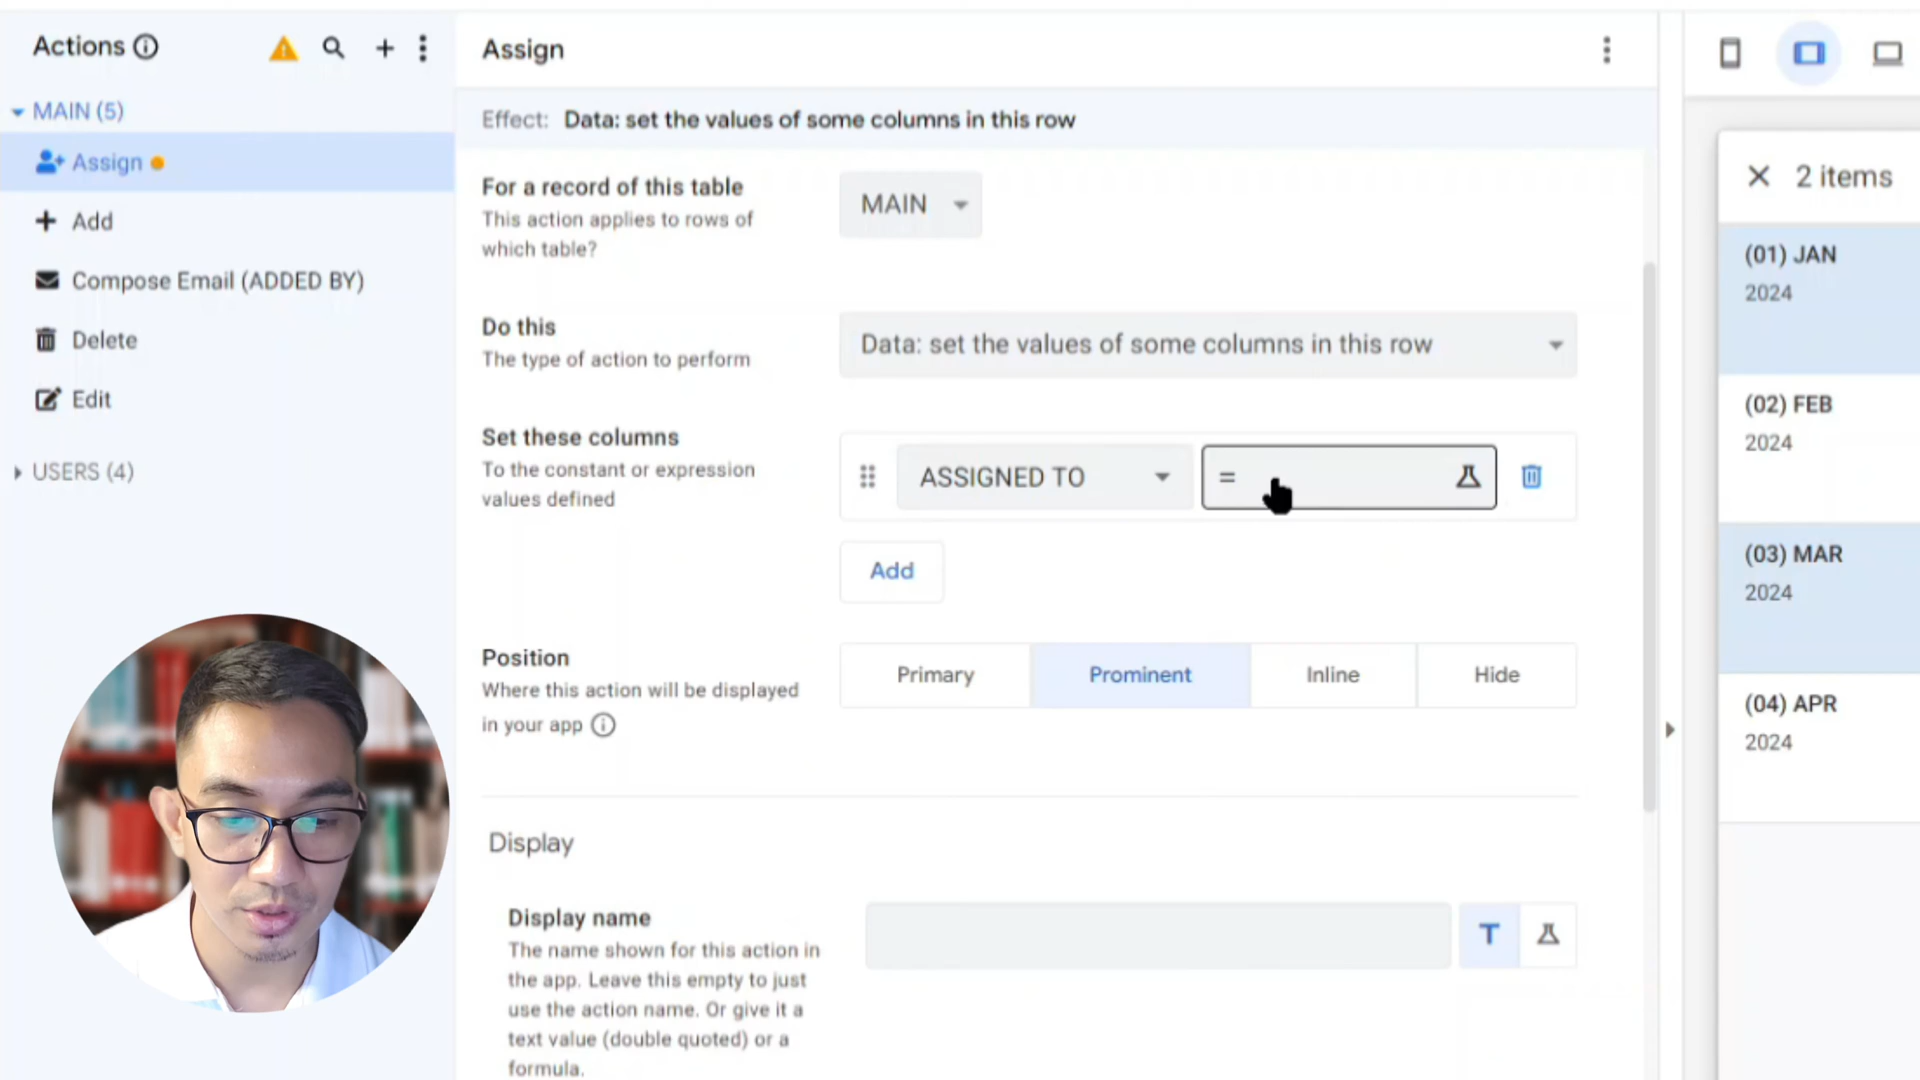 Actions
MAIN (5)
Assign
Add
Compose Email (ADDED BY)
Delete
Edit
USERS (4)
Assign
Effect: Data: set the values of some columns in this row
For a record of this table
This action applies to rows of
which table?
MAIN
Do this
The type of action to perform
Data: set the values of some columns in this row
Set these columns
To the constant or expression
values defined
ASSIGNED TO
=
Add
Position
Where this action will be displayed
in your app
Primary
Prominent
Inline
Hide
Display
Display name
The name shown for this action in
the app. Leave this empty to just
use the action name. Or give it a
text value (double quoted) or a
formula.
T
2 items
(01) JAN
2024
(02) FEB
2024
(03) MAR
2024
(04) APR
2024